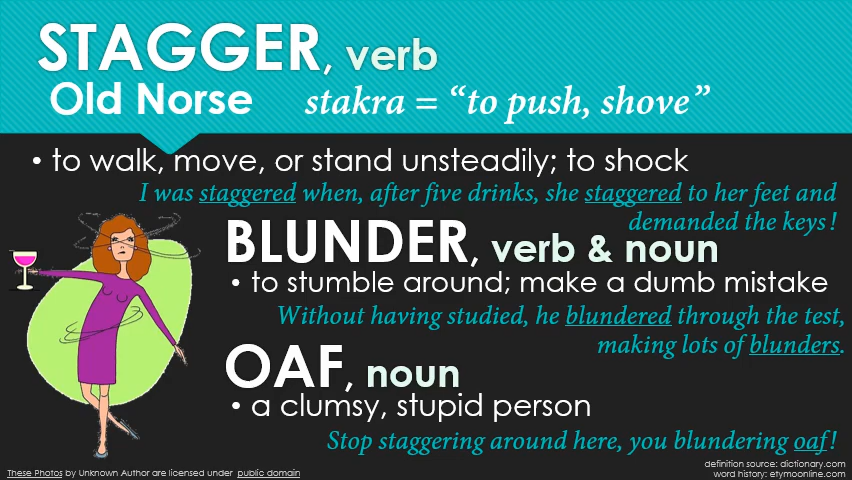 STAGGER, verb
Old Norse stakra = “to push, shove”
• to walk, move, or stand unsteadily; to shock
I was staggered when, after five drinks, she staggered to her feet and
demanded the keys!
BLUNDER, verb & noun
• to stumble around; make a dumb mistake
Without having studied, he blundered through the test,
making lots of blunders.
OAF, noun
• a clumsy, stupid person
Stop staggering around here, you blundering oaf!
These Photos by Unknown Author are licensed under public domain
definition source: dictionary.com
word history: etymoonline.com